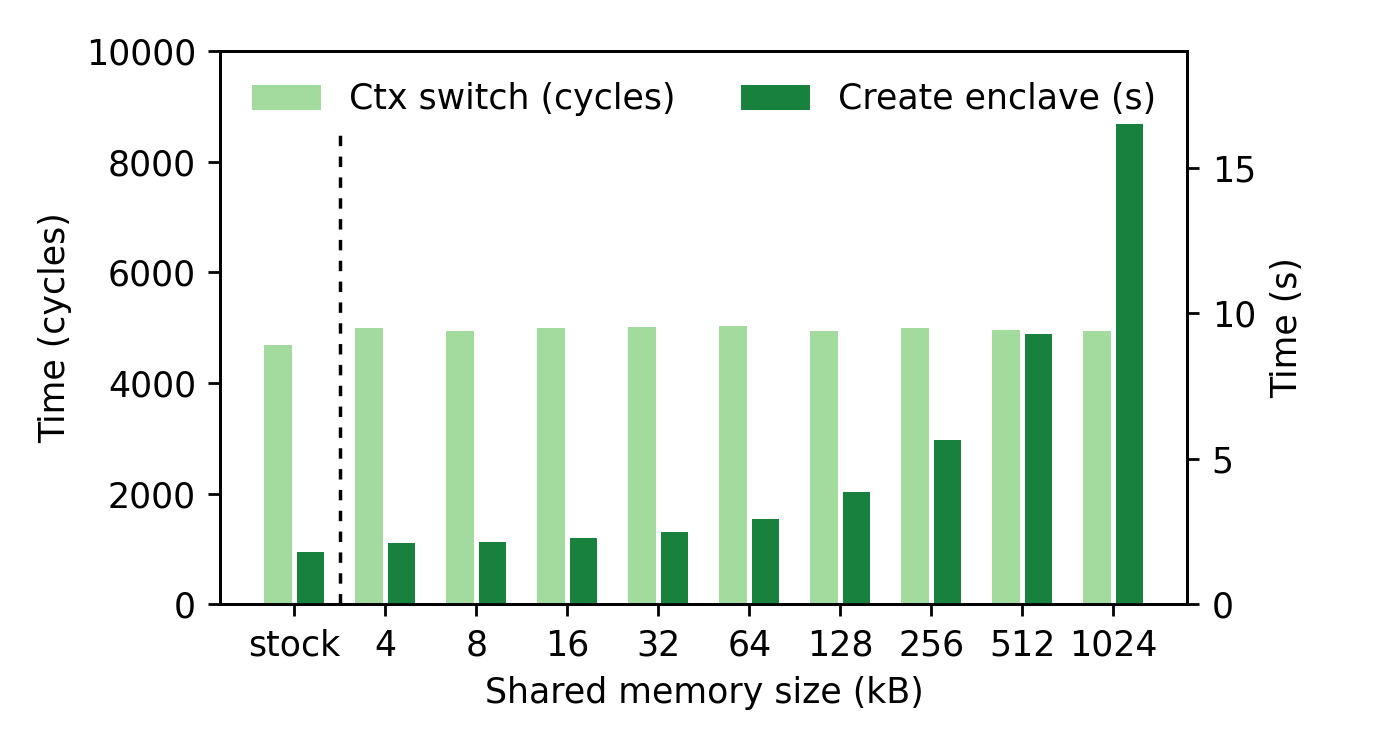 Ctx switch (cycles)
Create enclave (s)
Time (cycles)
10000
8000
6000
4000
2000
0
Time (s)
15
10
5
0
stock 4 8 16 32 64 128 256 512 1024
Shared memory size (kB)